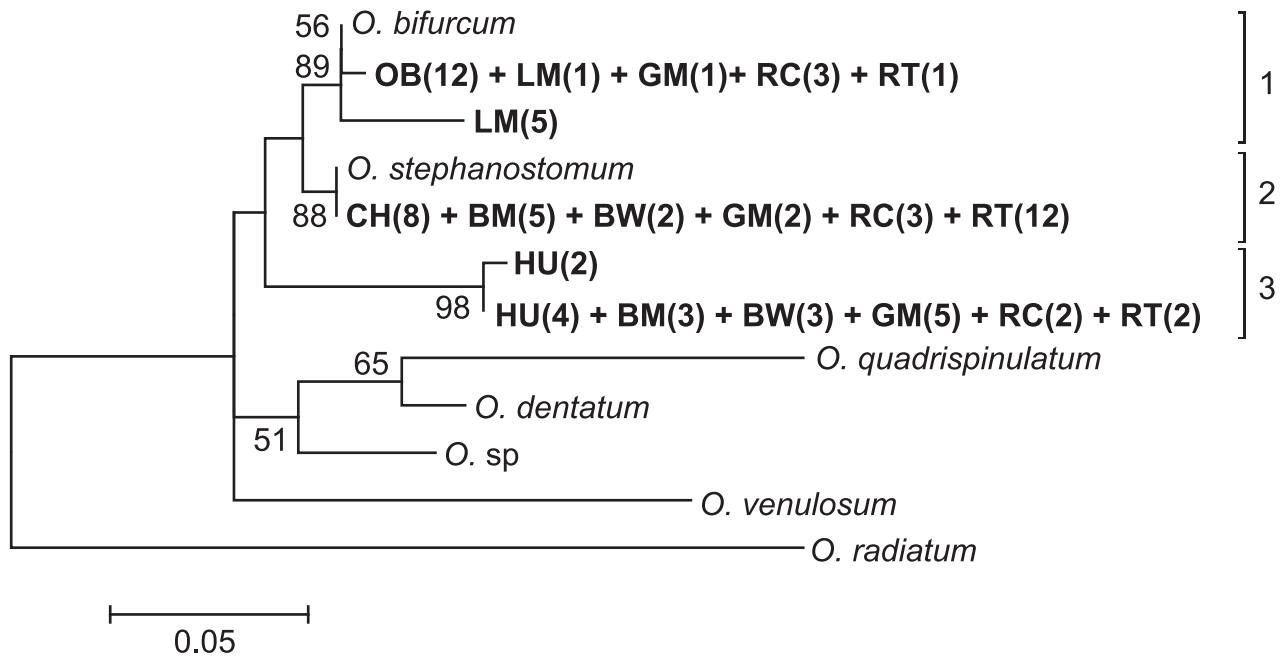 56 O. bifurcum
89 OB(12) + LM(1) + GM(1)+ RC(3) + RT(1)
1
LM(5)
O. stephanostomum
2
88 CH(8) + BM(5) + BW(2) + GM(2) + RC(3) + RT(12)
HU(2)
3
98 HU(4) + BM(3) + BW(3) + GM(5) + RC(2) + RT(2)
65 O. quadrispinulatum
O. dentatum
51 O. sp
O. venulosum
O. radiatum
0.05